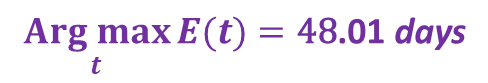 Arg max E(t) = 48.01 days
t